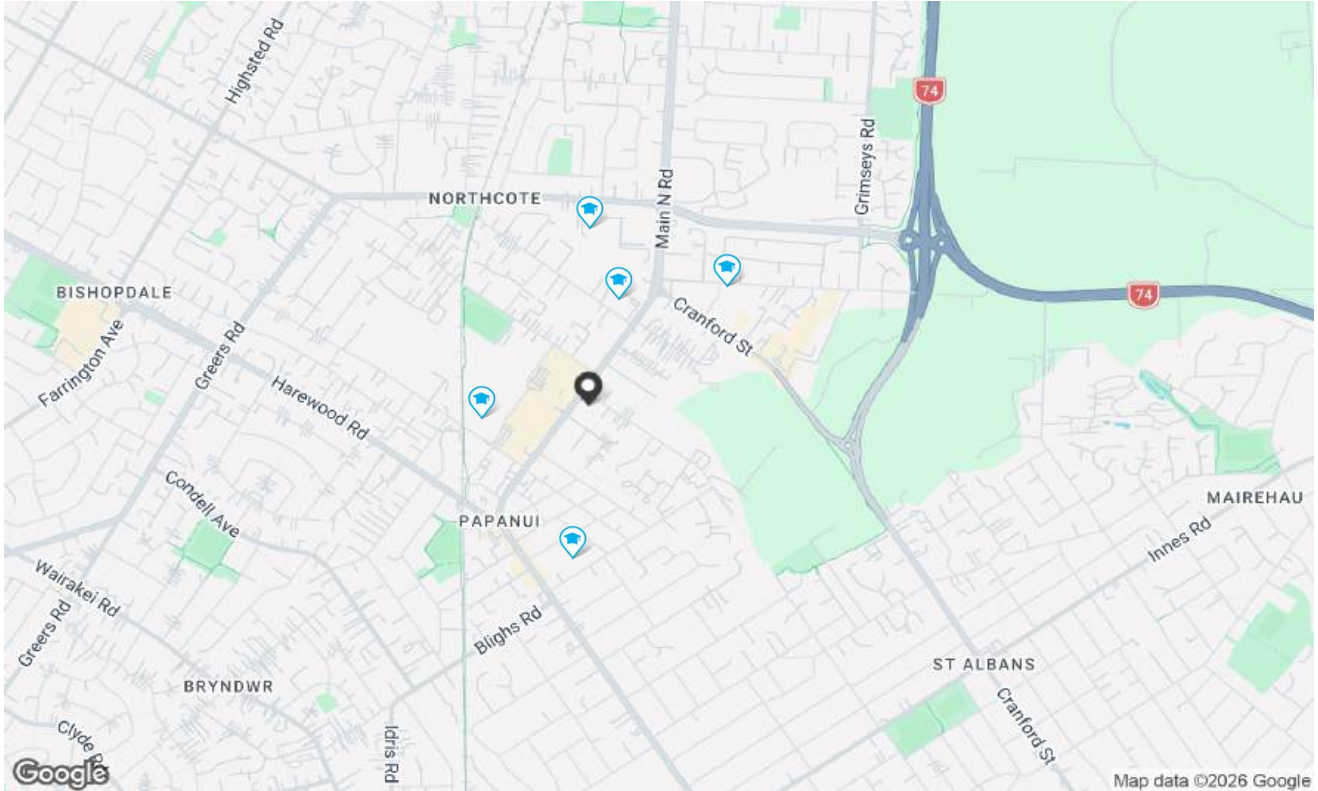 Highsted Rd
74
Grimseys Rd
NORTHCOTE
Main N Rd
BISHOPDALE
74
Farrington Ave
Greers Rd
Cranford St
Harewood Rd
Condell Ave
PAPANUI
MAIREHAU
Innes Rd
Wairakei Rd
Greers Rd
Blighs Rd
ST ALBANS
BRYNDWR
Cranford St
Idris Rd
Clyde Rd
Google
Map data ©2026 Google